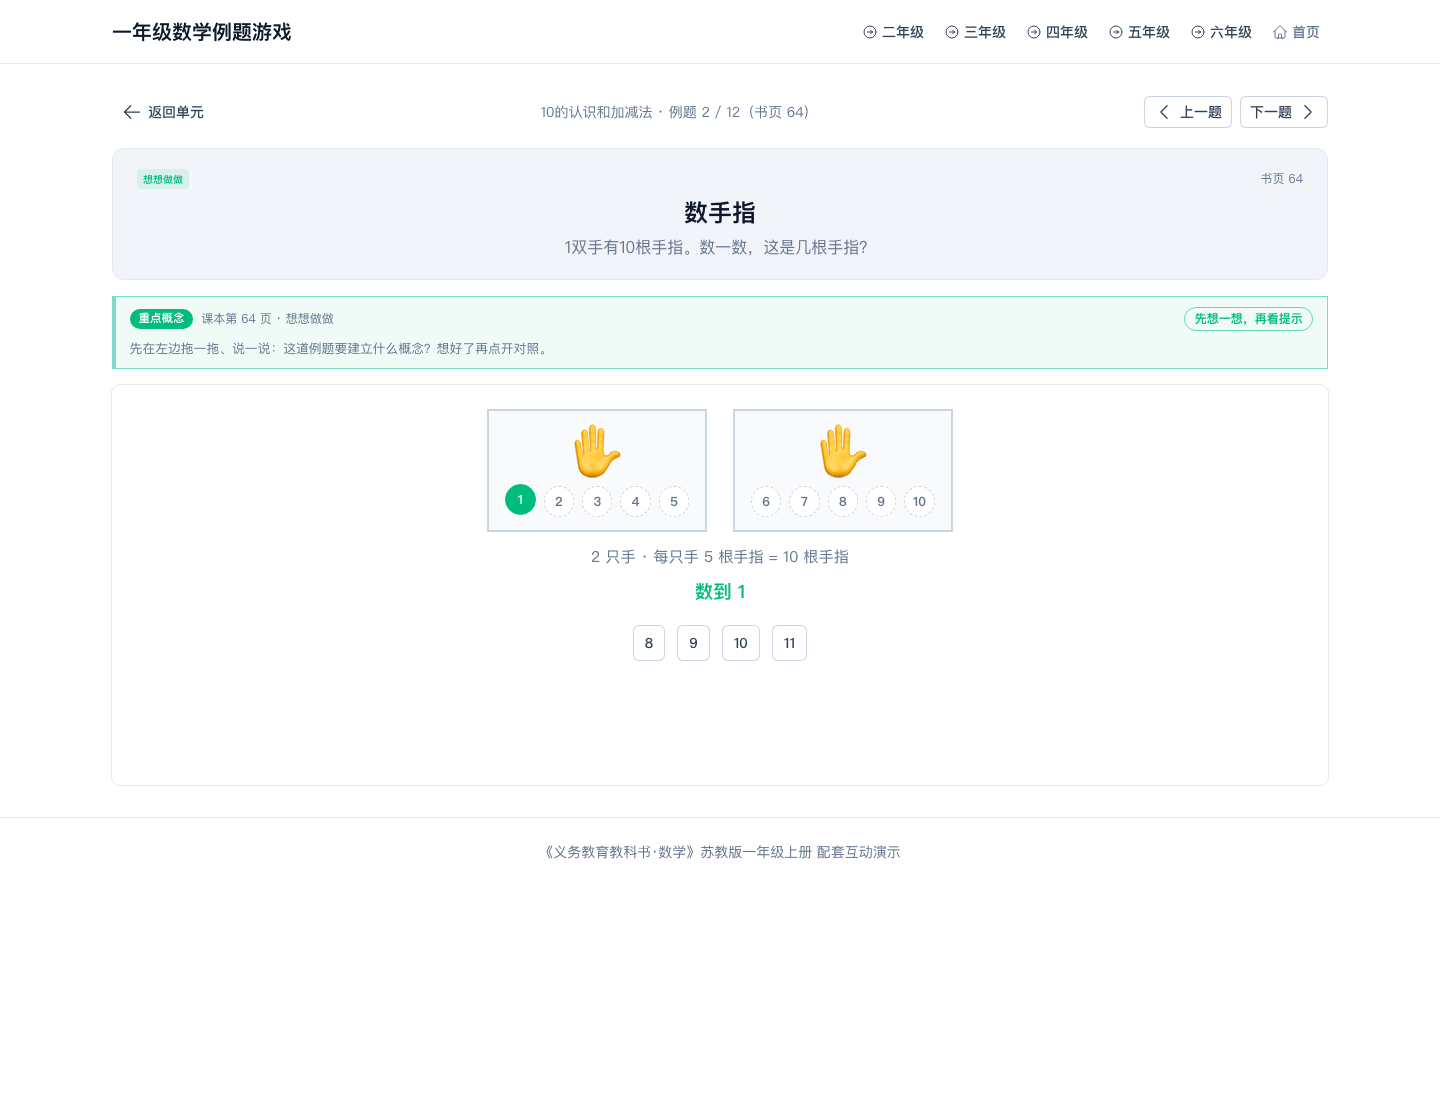 一年级数学例题游戏
二年级 三年级 四年级 五年级 六年级 首页
返回单元
10的认识和加减法 · 例题 2 / 12（书页 64）
上一题 下一题
想想做做
书页 64
数手指
1双手有10根手指。数一数，这是几根手指？
重点概念 课本第 64 页 · 想想做做
先想一想，再看提示
先在左边拖一拖、说一说：这道例题要建立什么概念？想好了再点开对照。
1 2 3 4 5
6 7 8 9 10
2 只手 · 每只手 5 根手指 = 10 根手指
数到 1
8 9 10 11
《义务教育教科书·数学》苏教版一年级上册 配套互动演示